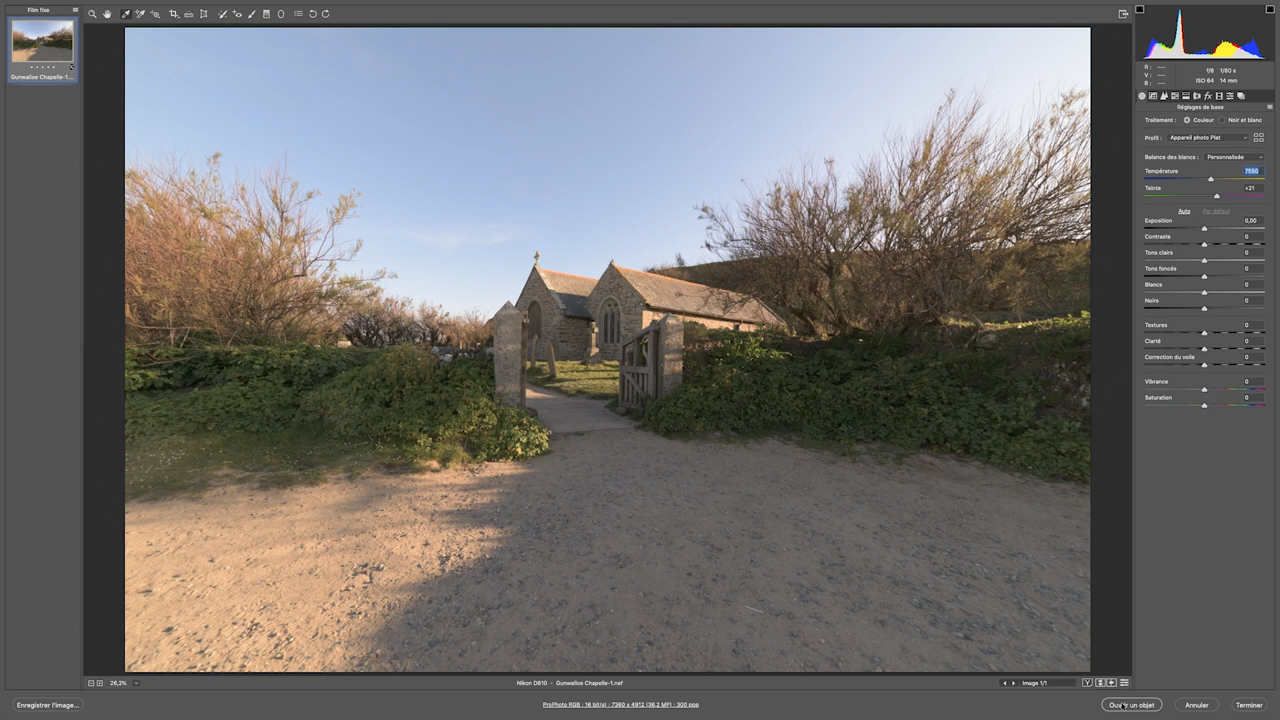 Film fixe
Gunwalloe Chapelle-1....
R : ---
V : ---
B : ---
f/8 1/80 s
ISO 64 14 mm
Réglages de base
Traitement : Couleur Noir et blanc
Profil : Appareil photo Plat
Balance des blancs : Personnalisée
Température 7550
Teinte +21
Auto Par défaut
Exposition 0,00
Contraste 0
Tons clairs 0
Tons foncés 0
Blancs 0
Noirs 0
Textures 0
Clarté 0
Correction du voile 0
Vibrance 0
Saturation 0
26,2% Nikon D810 - Gunwalloe Chapelle-1.nef Image 1/1 Y
Enregistrer l'image... ProPhoto RGB ; 16 bit(s) ; 7360 x 4912 (36,2 MP) ; 300 ppp Ouvrir un objet Annuler Terminer